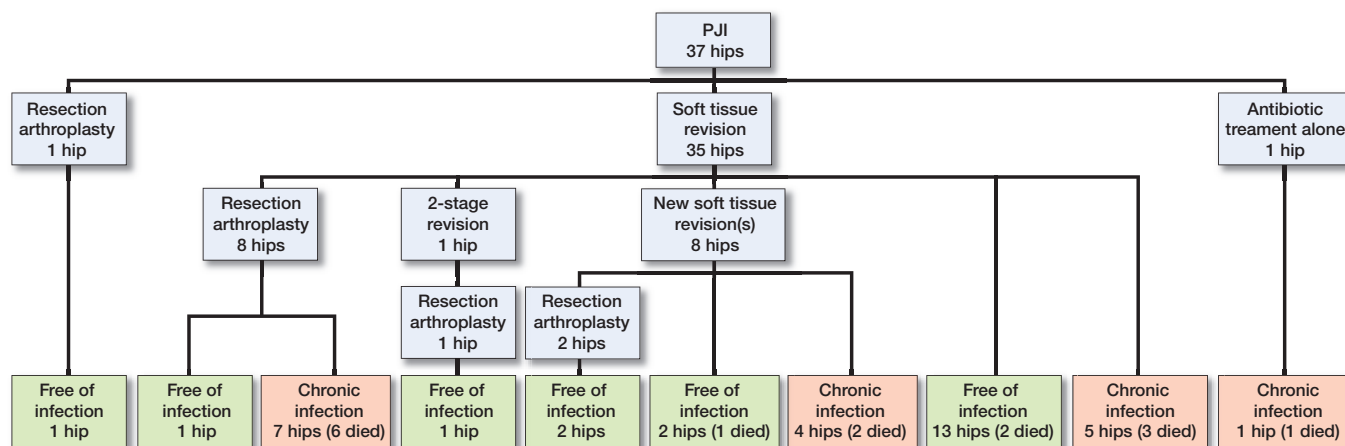 PJI
37 hips
Resection
arthroplasty
1 hip
Soft tissue
revision
35 hips
Antibiotic
treament alone
1 hip
Resection
arthroplasty
8 hips
2-stage
revision
1 hip
New soft tissue
revision(s)
8 hips
Resection
arthroplasty
1 hip
Resection
arthroplasty
2 hips
Free of
infection
1 hip
Free of
infection
1 hip
Chronic
infection
7 hips (6 died)
Free of
infection
1 hip
Free of
infection
2 hips
Free of
infection
2 hips (1 died)
Chronic
infection
4 hips (2 died)
Free of
infection
13 hips (2 died)
Chronic
infection
5 hips (3 died)
Chronic
infection
1 hip (1 died)